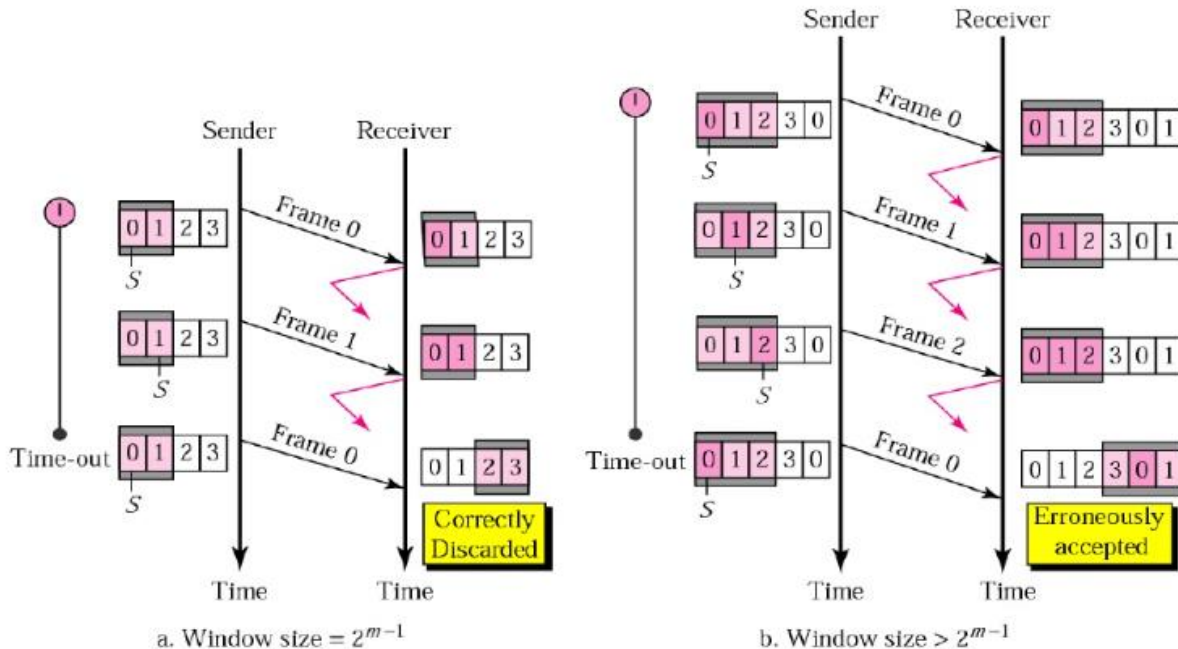 Sender Receiver
0 1 2 3
S
Frame 0
0 1 2 3
0 1 2 3
S
Frame 1
0 1 2 3
Time-out
0 1 2 3
S
Frame 0
0 1 2 3
Correctly
Discarded
Time Time
a. Window size = 2^{m−1}
Sender Receiver
0 1 2 3 0
S
Frame 0
0 1 2 3 0 1
0 1 2 3 0
S
Frame 1
0 1 2 3 0 1
0 1 2 3 0
S
Frame 2
0 1 2 3 0 1
Time-out
0 1 2 3 0
S
Frame 0
0 1 2 3 0 1
Erroneously
accepted
Time Time
b. Window size > 2^{m−1}